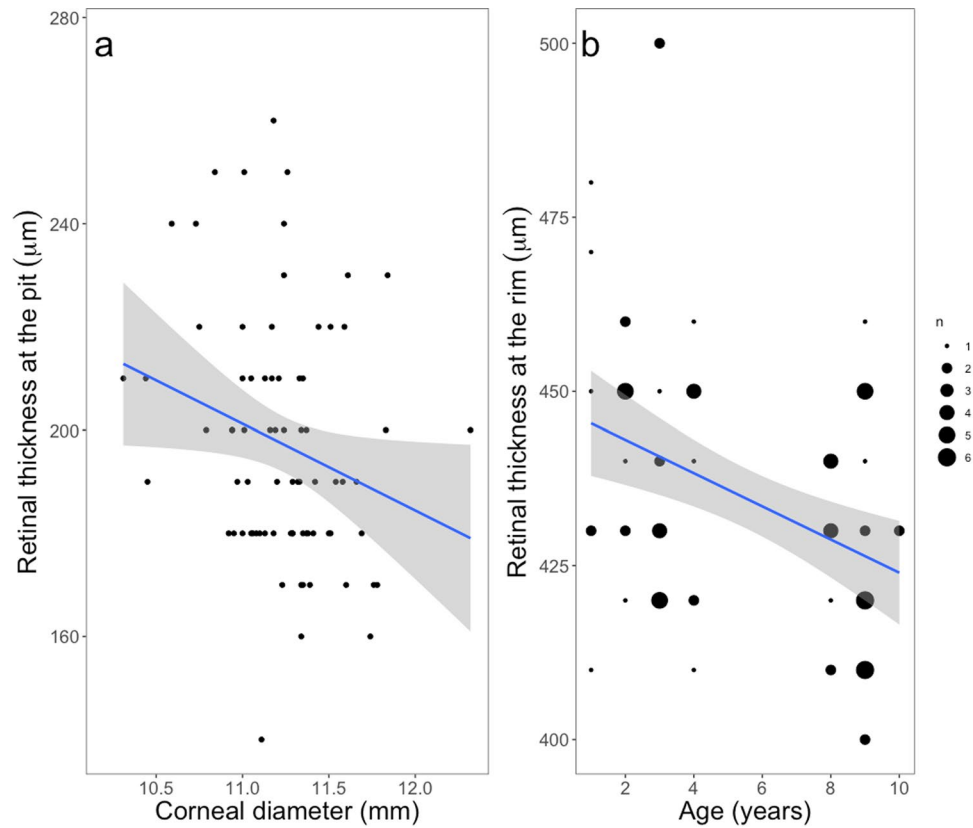 a
Retinal thickness at the pit (μm)
280
240
200
160
10.5 11.0 11.5 12.0
Corneal diameter (mm)
b
Retinal thickness at the rim (μm)
500
475
450
425
400
2 4 6 8 10
Age (years)
n
1
2
3
4
5
6